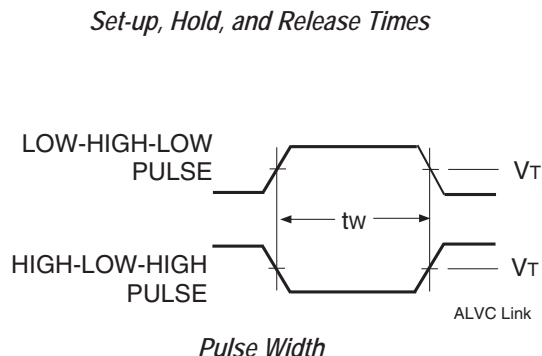 Set-up, Hold, and Release Times
LOW-HIGH-LOW
PULSE
VT
tw
HIGH-LOW-HIGH
PULSE
VT
ALVC Link
Pulse Width